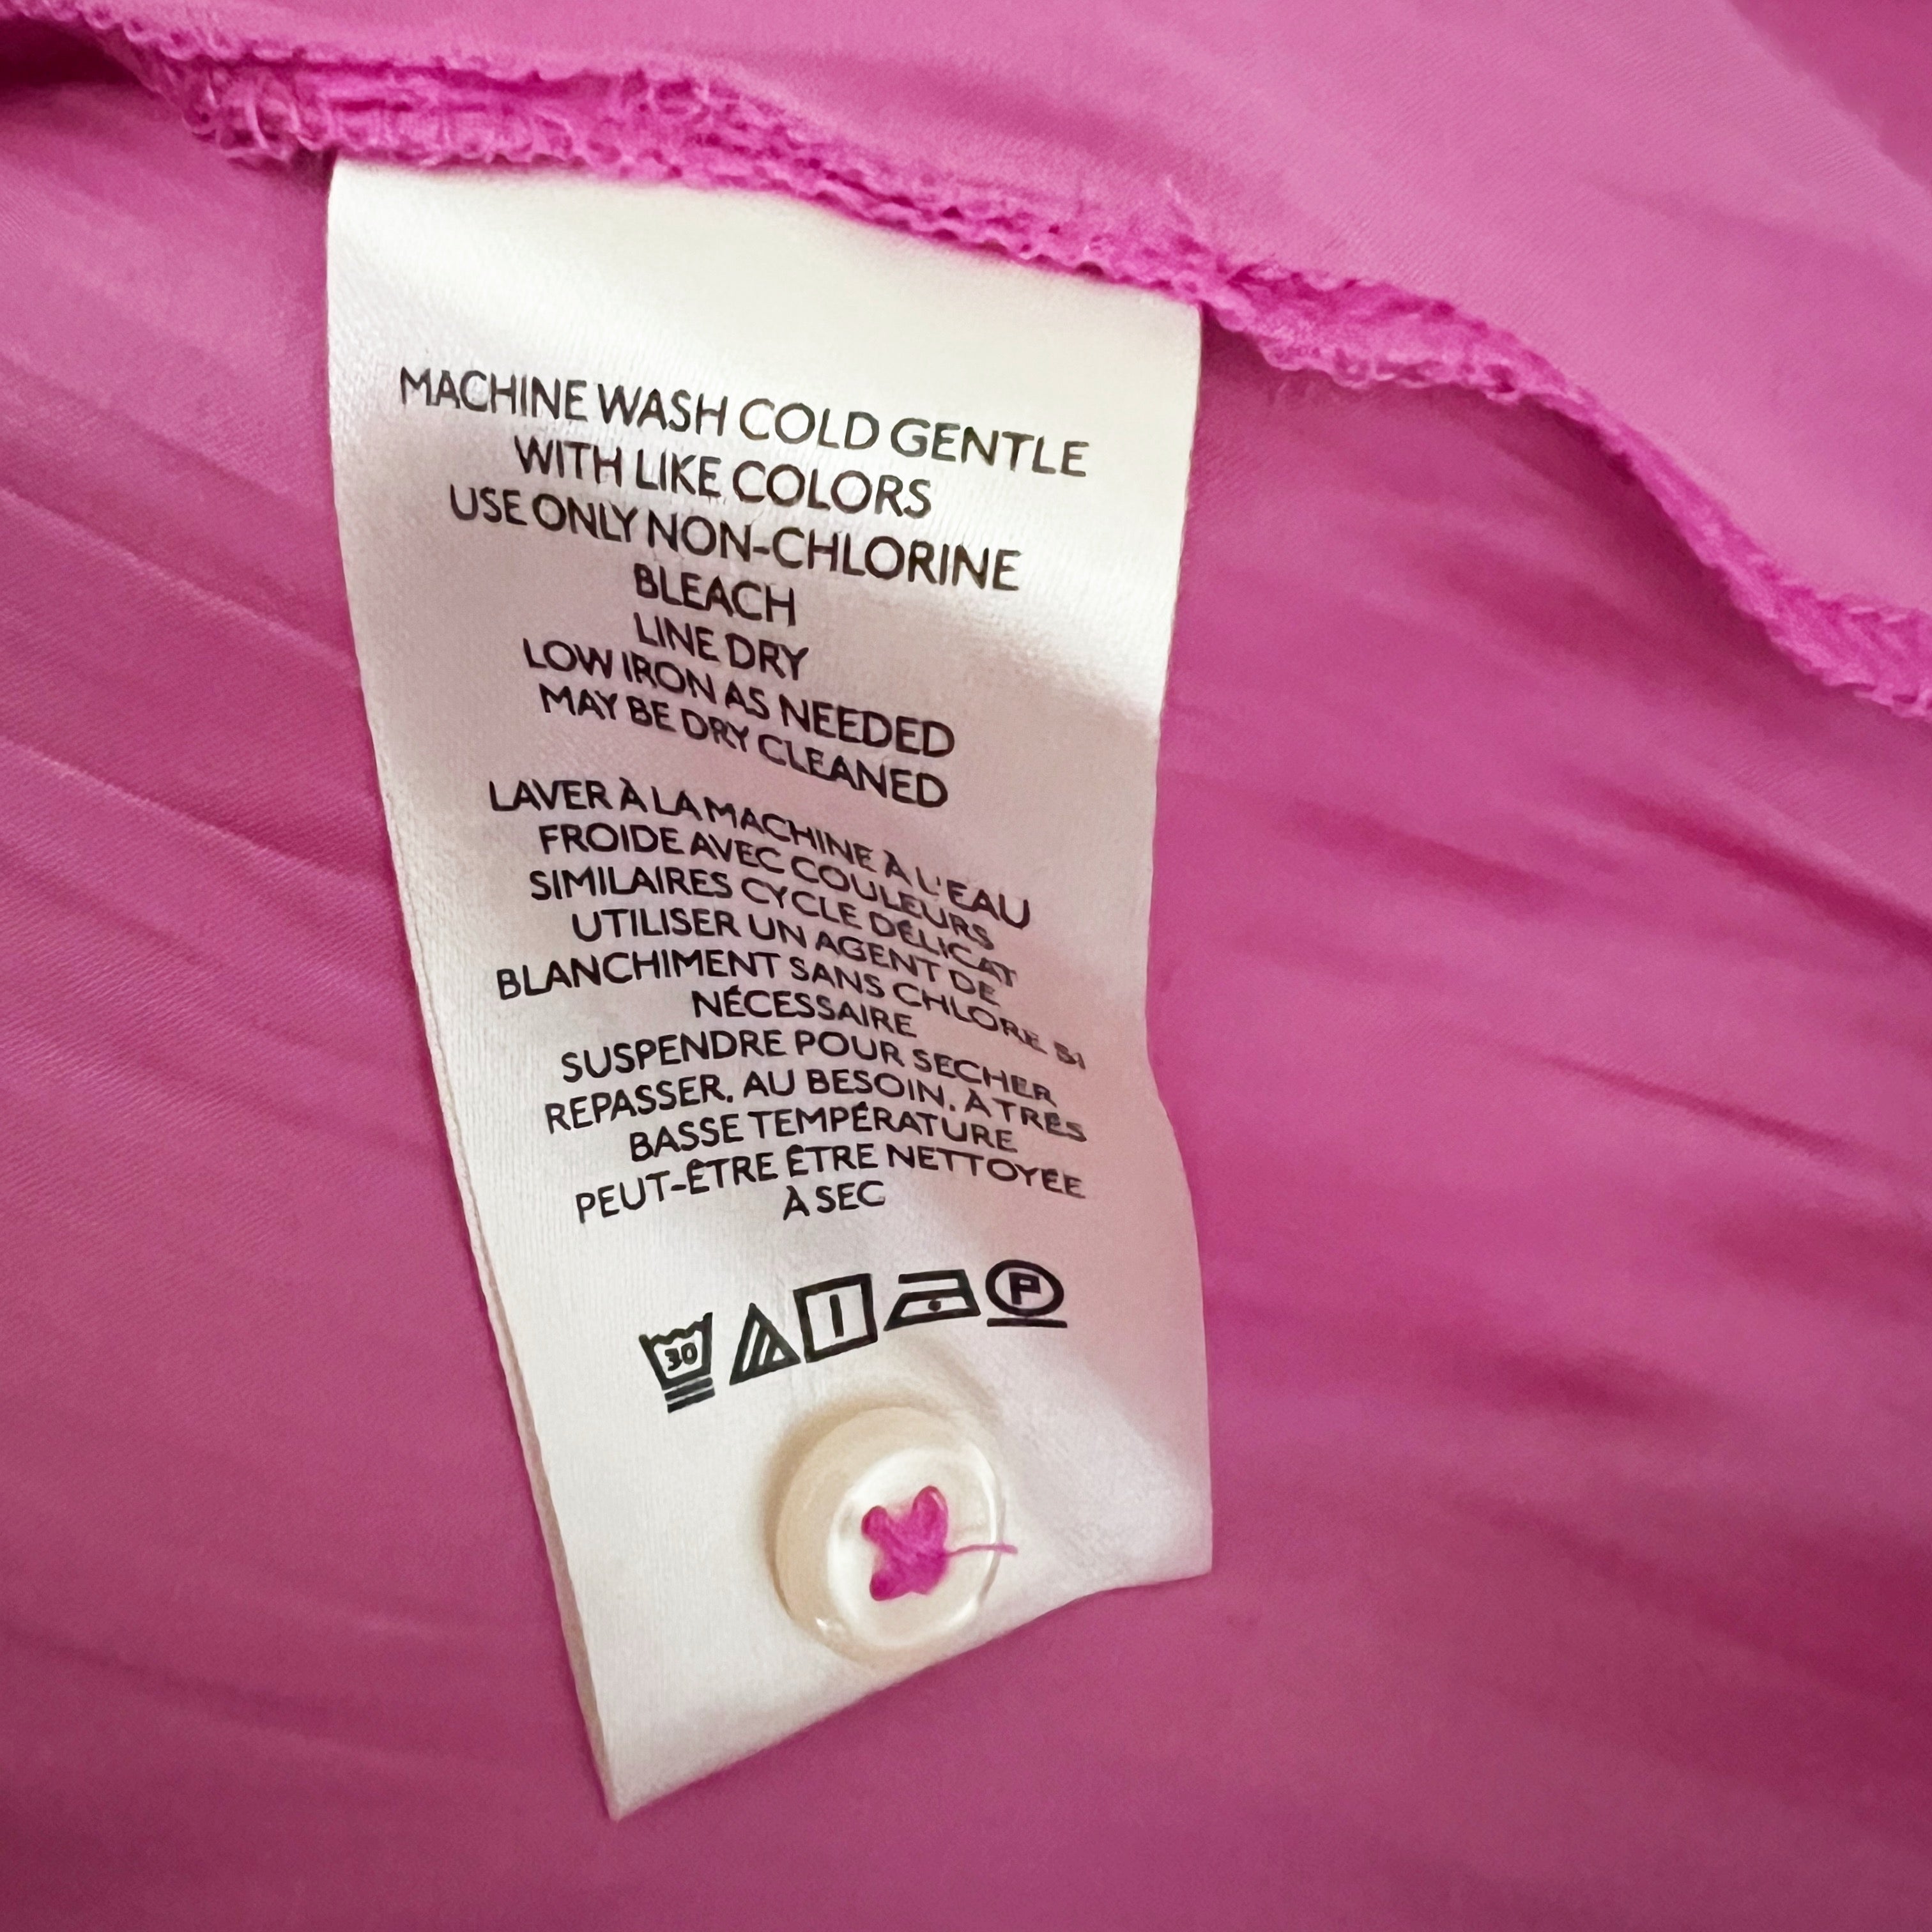 MACHINE WASH COLD GENTLE
WITH LIKE COLORS
USE ONLY NON-CHLORINE
BLEACH
LINE DRY
LOW IRON AS NEEDED
MAY BE DRY CLEANED
LAVER À LA MACHINE À L'EAU
FROIDE AVEC COULEURS
SIMILAIRES CYCLE DÉLICAT
UTILISER UN AGENT DE
BLANCHIMENT SANS CHLORE SI
NÉCESSAIRE
SUSPENDRE POUR SECHER
REPASSER. AU BESOIN. À TRÈS
BASSE TEMPÉRATURE
PEUT-ÊTRE ÊTRE NETTOYÉE
À SEC
30 P